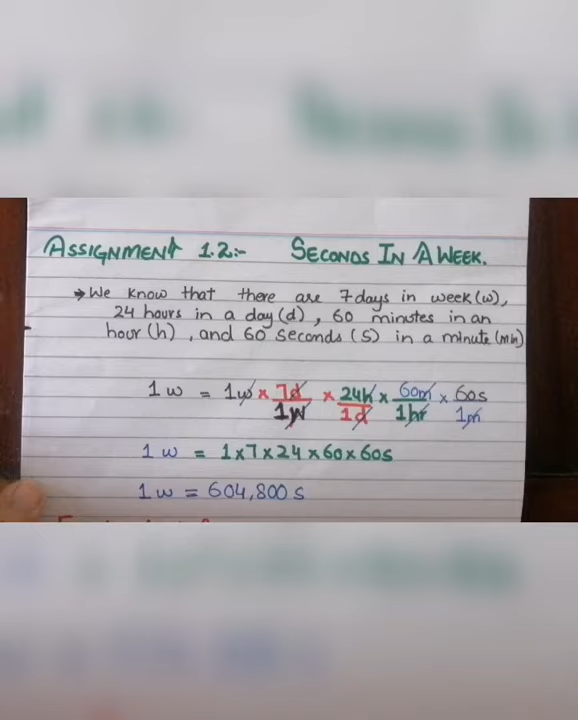 ASSIGNMENT 1.2:- SECONDS IN A WEEK.
→ We know that there are 7days in week (w),
24 hours in a day (d), 60 minutes in an
hour (h), and 60 seconds (S) in a minute (min)
1 w = 1w × 7d/1w × 24h/1d × 60m/1hr × 60s/1m
1 w = 1×7×24×60×60s
1 w = 604,800 s